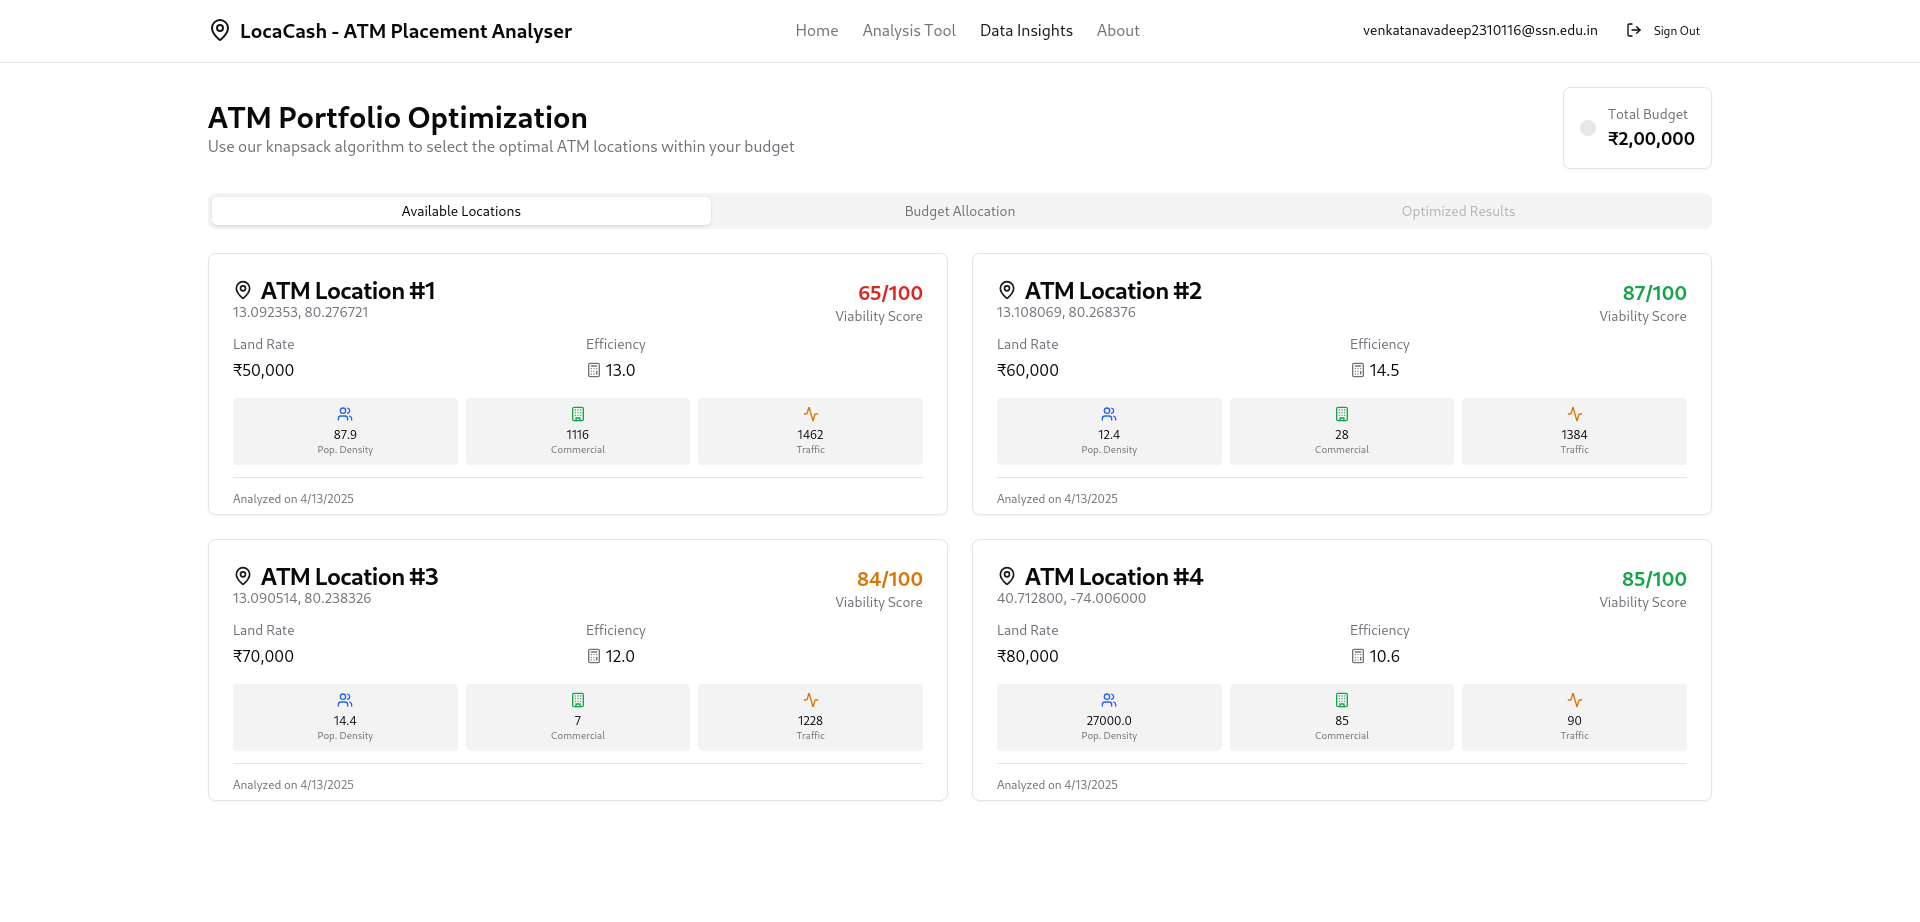 LocaCash - ATM Placement Analyser
Home Analysis Tool Data Insights About
venkatanavadeep2310116@ssn.edu.in Sign Out
ATM Portfolio Optimization
Use our knapsack algorithm to select the optimal ATM locations within your budget
Total Budget
₹2,00,000
Available Locations Budget Allocation Optimized Results
ATM Location #1
13.092353, 80.276721
65/100
Viability Score
Land Rate Efficiency
₹50,000 13.0
87.9 1116 1462
Pop. Density Commercial Traffic
Analyzed on 4/13/2025
ATM Location #2
13.108069, 80.268376
87/100
Viability Score
Land Rate Efficiency
₹60,000 14.5
12.4 28 1384
Pop. Density Commercial Traffic
Analyzed on 4/13/2025
ATM Location #3
13.090514, 80.238326
84/100
Viability Score
Land Rate Efficiency
₹70,000 12.0
14.4 7 1228
Pop. Density Commercial Traffic
Analyzed on 4/13/2025
ATM Location #4
40.712800, -74.006000
85/100
Viability Score
Land Rate Efficiency
₹80,000 10.6
27000.0 85 90
Pop. Density Commercial Traffic
Analyzed on 4/13/2025